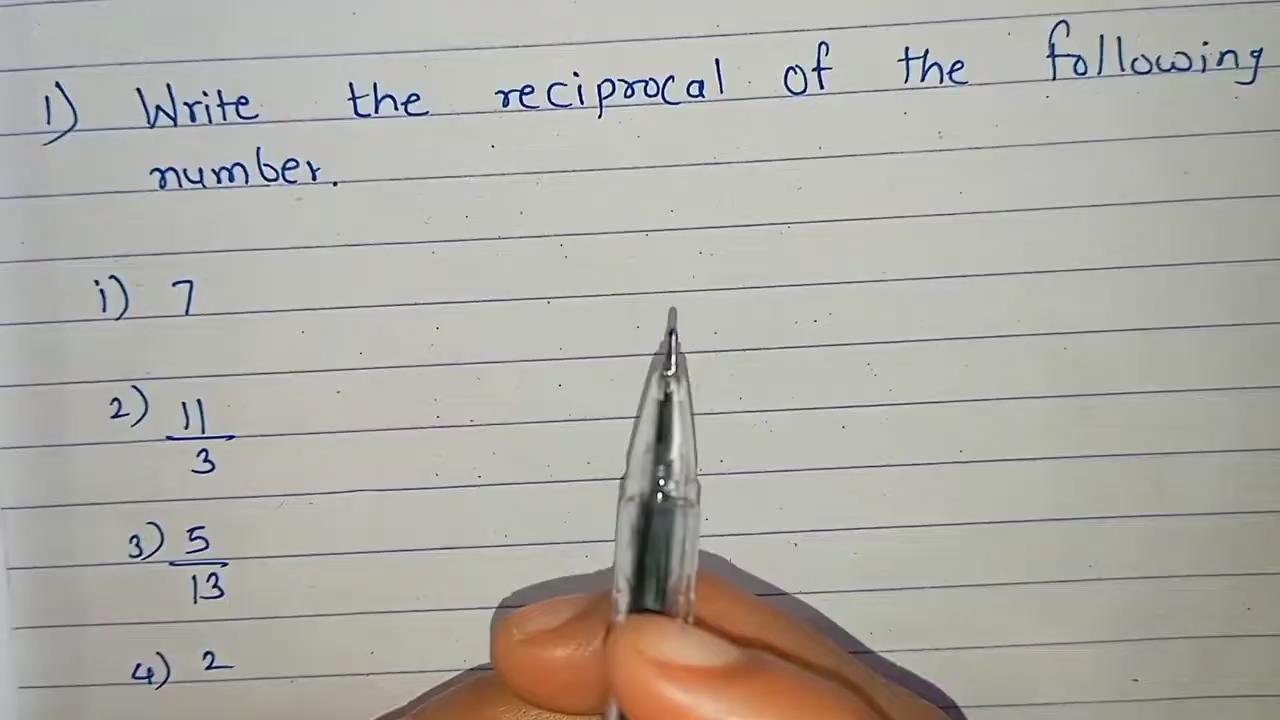 1) Write the reciprocal of the following
number.
i) 7
2) 11
3
3) 5
13
4) 2